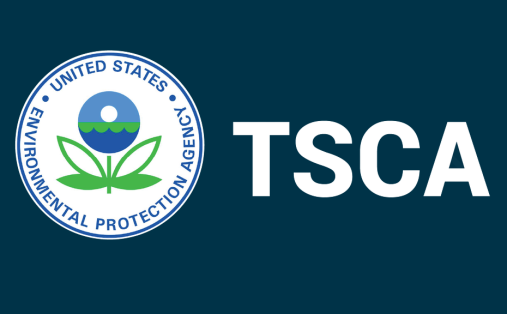 UNITED STATES
ENVIRONMENTAL PROTECTION AGENCY
TSCA